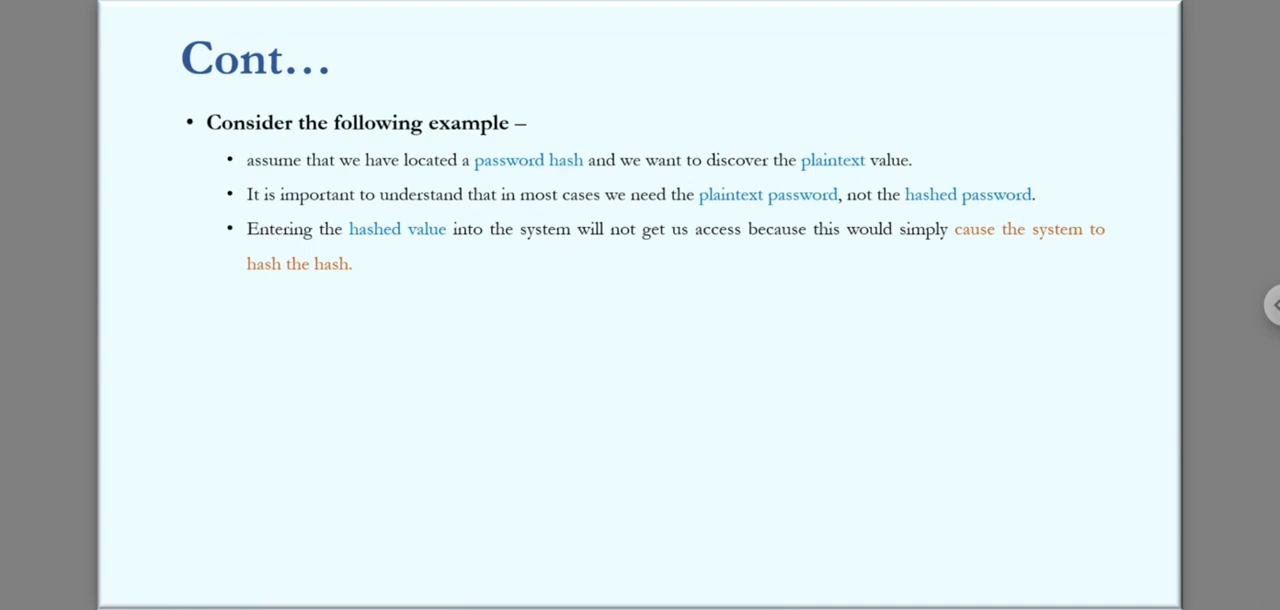 Cont...
• Consider the following example –
• assume that we have located a password hash and we want to discover the plaintext value.
• It is important to understand that in most cases we need the plaintext password, not the hashed password.
• Entering the hashed value into the system will not get us access because this would simply cause the system to
hash the hash.